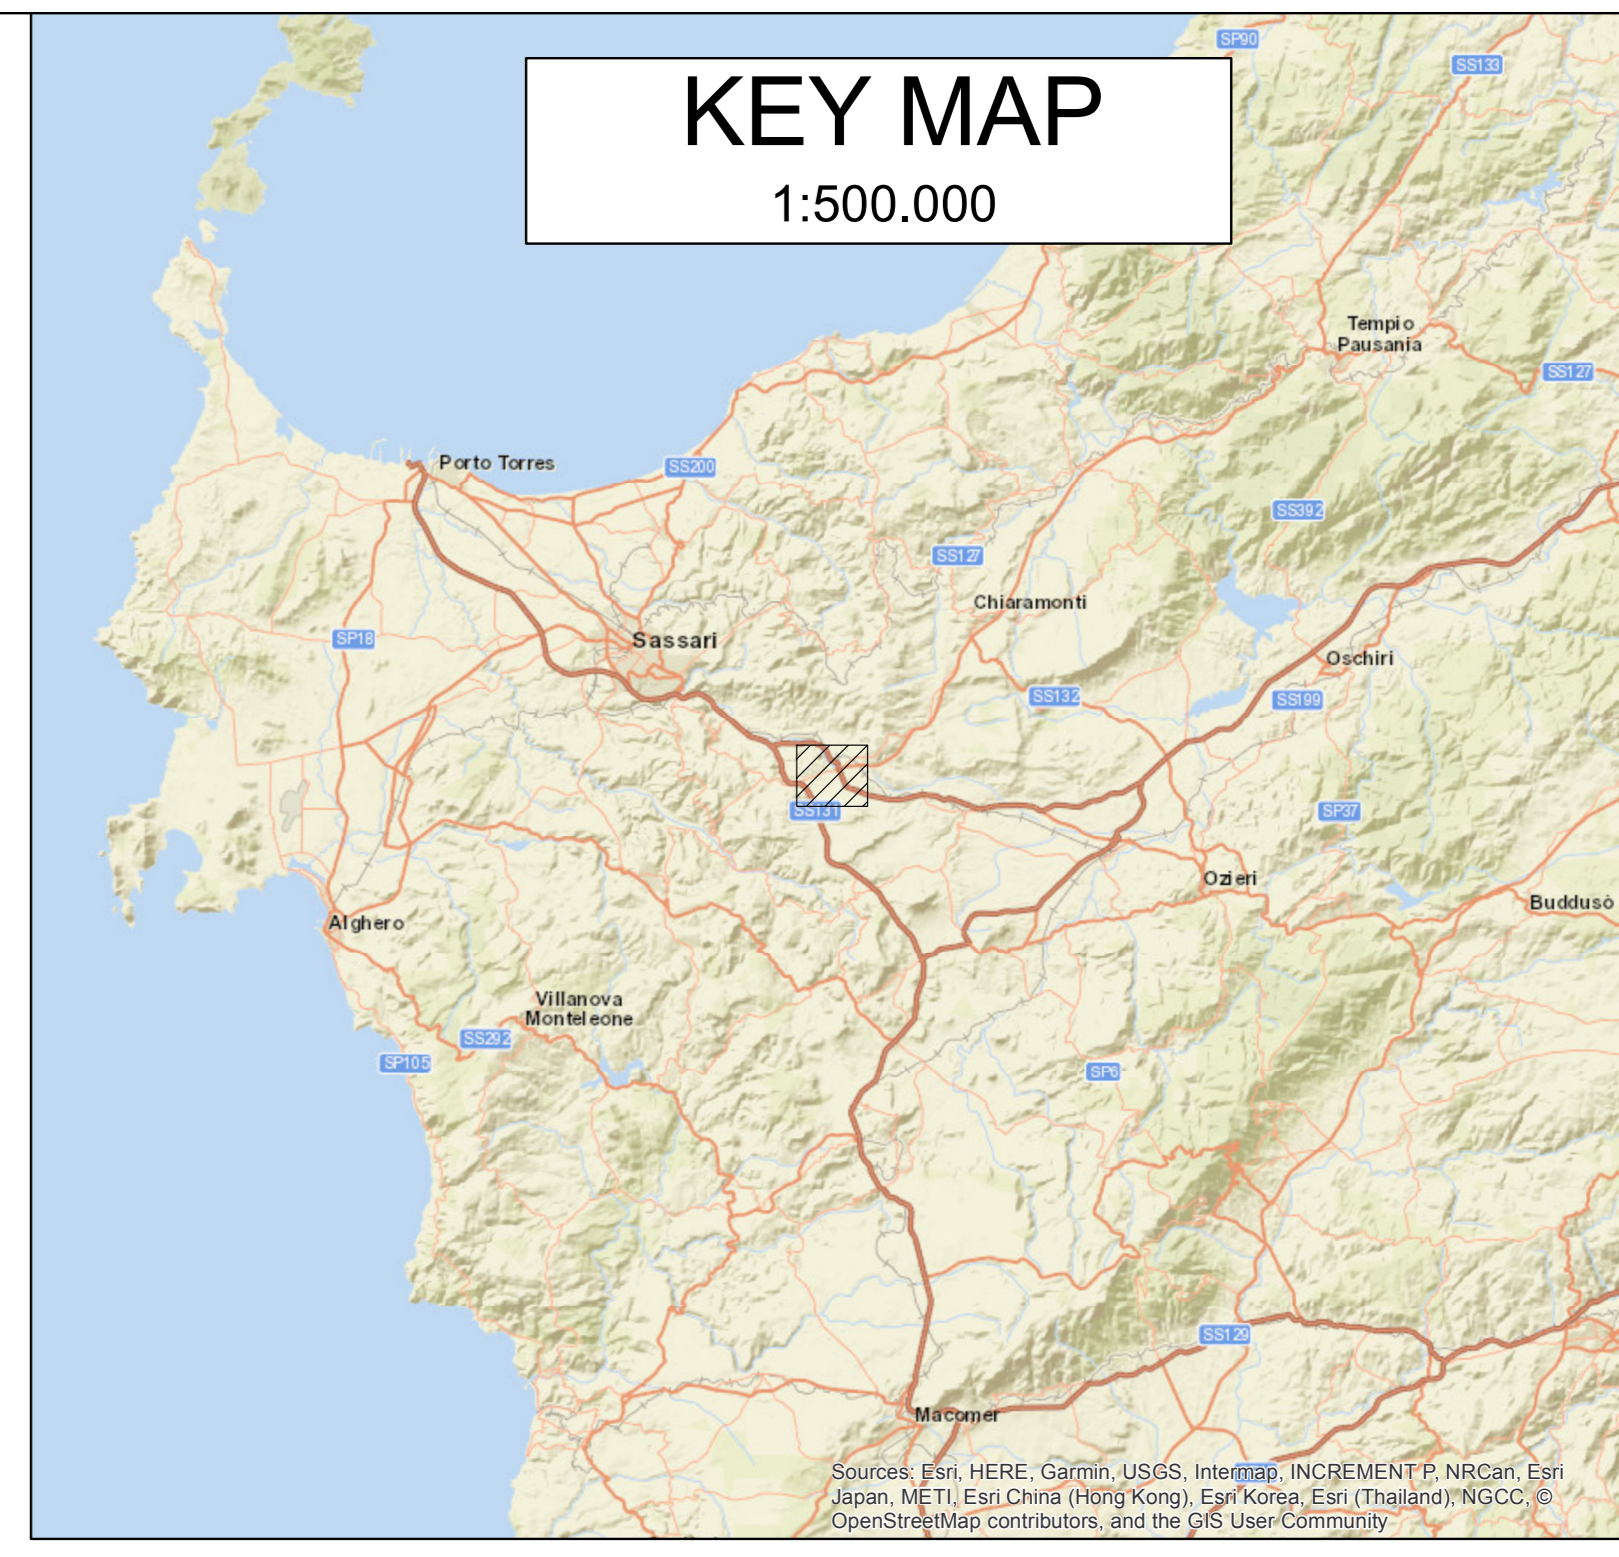 SP90
SS133
KEY MAP
1:500.000
Tempio
Pausania
SS127
Porto Torres
SS200
SS392
SS127
Chiaramonti
SP18
Sassari
Oschiri
SS132
SS199
SS131
SP37
Ozieri
Buddusò
Alghero
Villanova
Monteleone
SS292
SP105
SP6
SS129
Macomer
Sources: Esri, HERE, Garmin, USGS, Intermap, INCREMENT P, NRCan, Esri
Japan, METI, Esri China (Hong Kong), Esri Korea, Esri (Thailand), NGCC, ©
OpenStreetMap contributors, and the GIS User Community